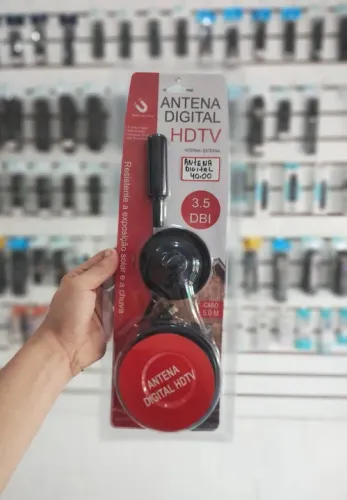 ANTENA
DIGITAL
HDTV
INTERNA / EXTERNA
ANTENA
DIGITAL
40.00
3.5
DBI
Resistente a exposição solar e a chuva
CABO
5.0 M
ANTENA
DIGITAL HDTV